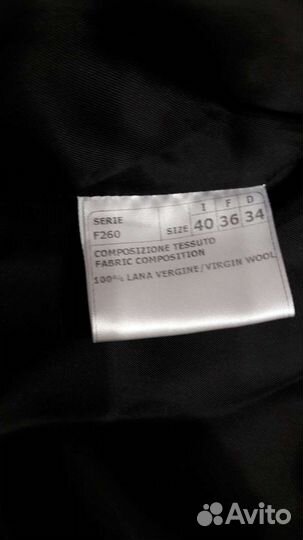 SERIE
F260
SIZE
I F D
40 36 34
COMPOSIZIONE TESSUTO
FABRIC COMPOSITION
100% LANA VERGINE/VIRGIN WOOL
Avito